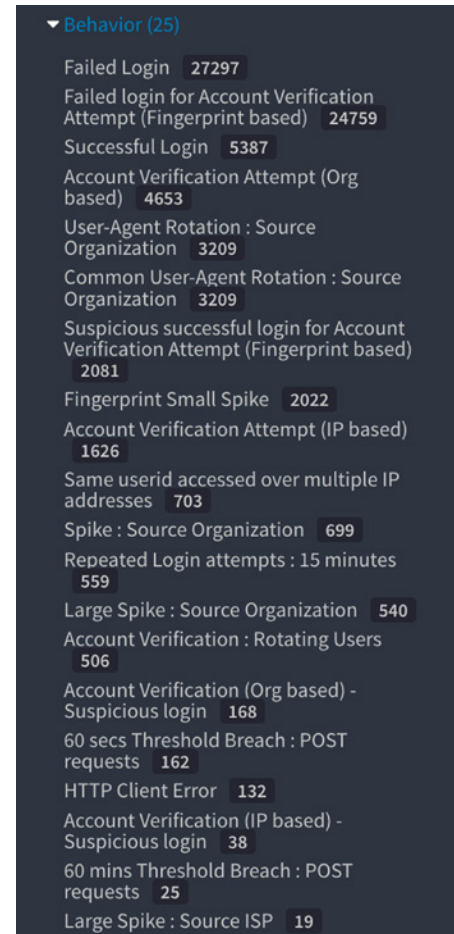 Behavior (25)
Failed Login 27297
Failed login for Account Verification
Attempt (Fingerprint based) 24759
Successful Login 5387
Account Verification Attempt (Org
based) 4653
User-Agent Rotation : Source
Organization 3209
Common User-Agent Rotation : Source
Organization 3209
Suspicious successful login for Account
Verification Attempt (Fingerprint based)
2081
Fingerprint Small Spike 2022
Account Verification Attempt (IP based)
1626
Same userid accessed over multiple IP
addresses 703
Spike : Source Organization 699
Repeated Login attempts : 15 minutes
559
Large Spike : Source Organization 540
Account Verification : Rotating Users
506
Account Verification (Org based) -
Suspicious login 168
60 secs Threshold Breach : POST
requests 162
HTTP Client Error 132
Account Verification (IP based) -
Suspicious login 38
60 mins Threshold Breach : POST
requests 25
Large Spike : Source ISP 19